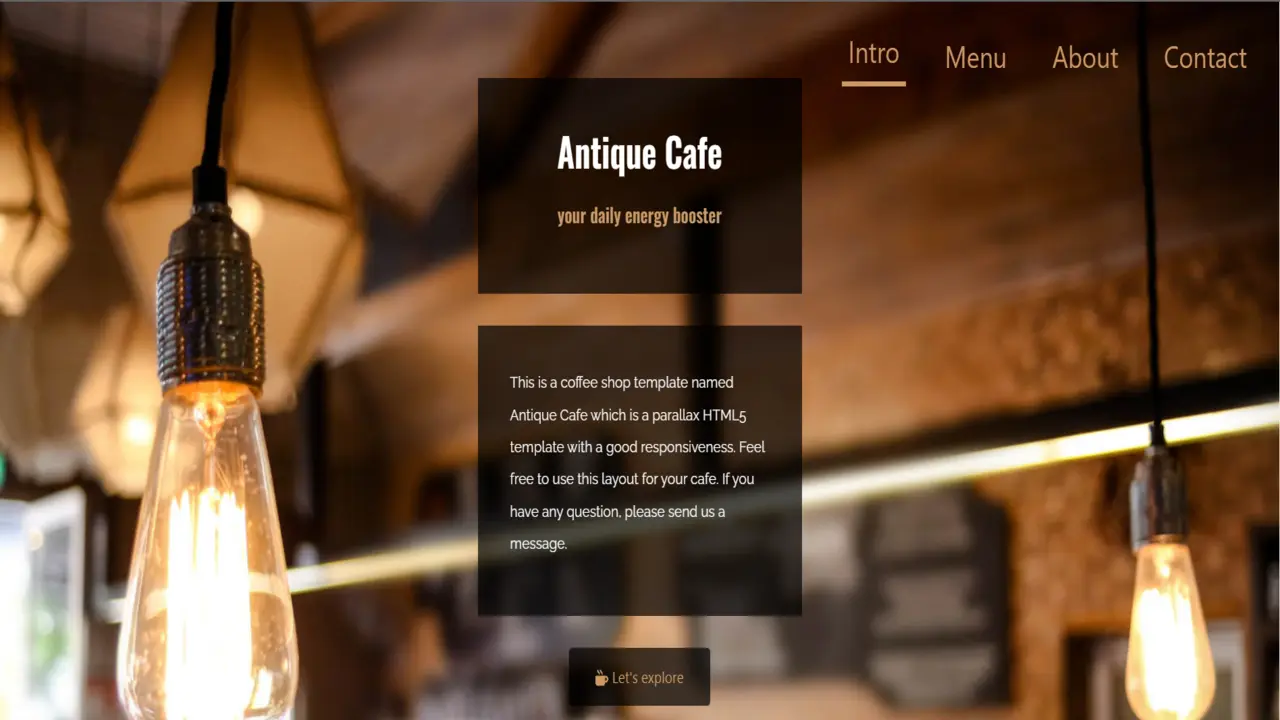 Intro
Menu
About
Contact
Antique Cafe
your daily energy booster
This is a coffee shop template named
Antique Cafe which is a parallax HTML5
template with a good responsiveness. Feel
free to use this layout for your cafe. If you
have any question, please send us a
message.
Let's explore